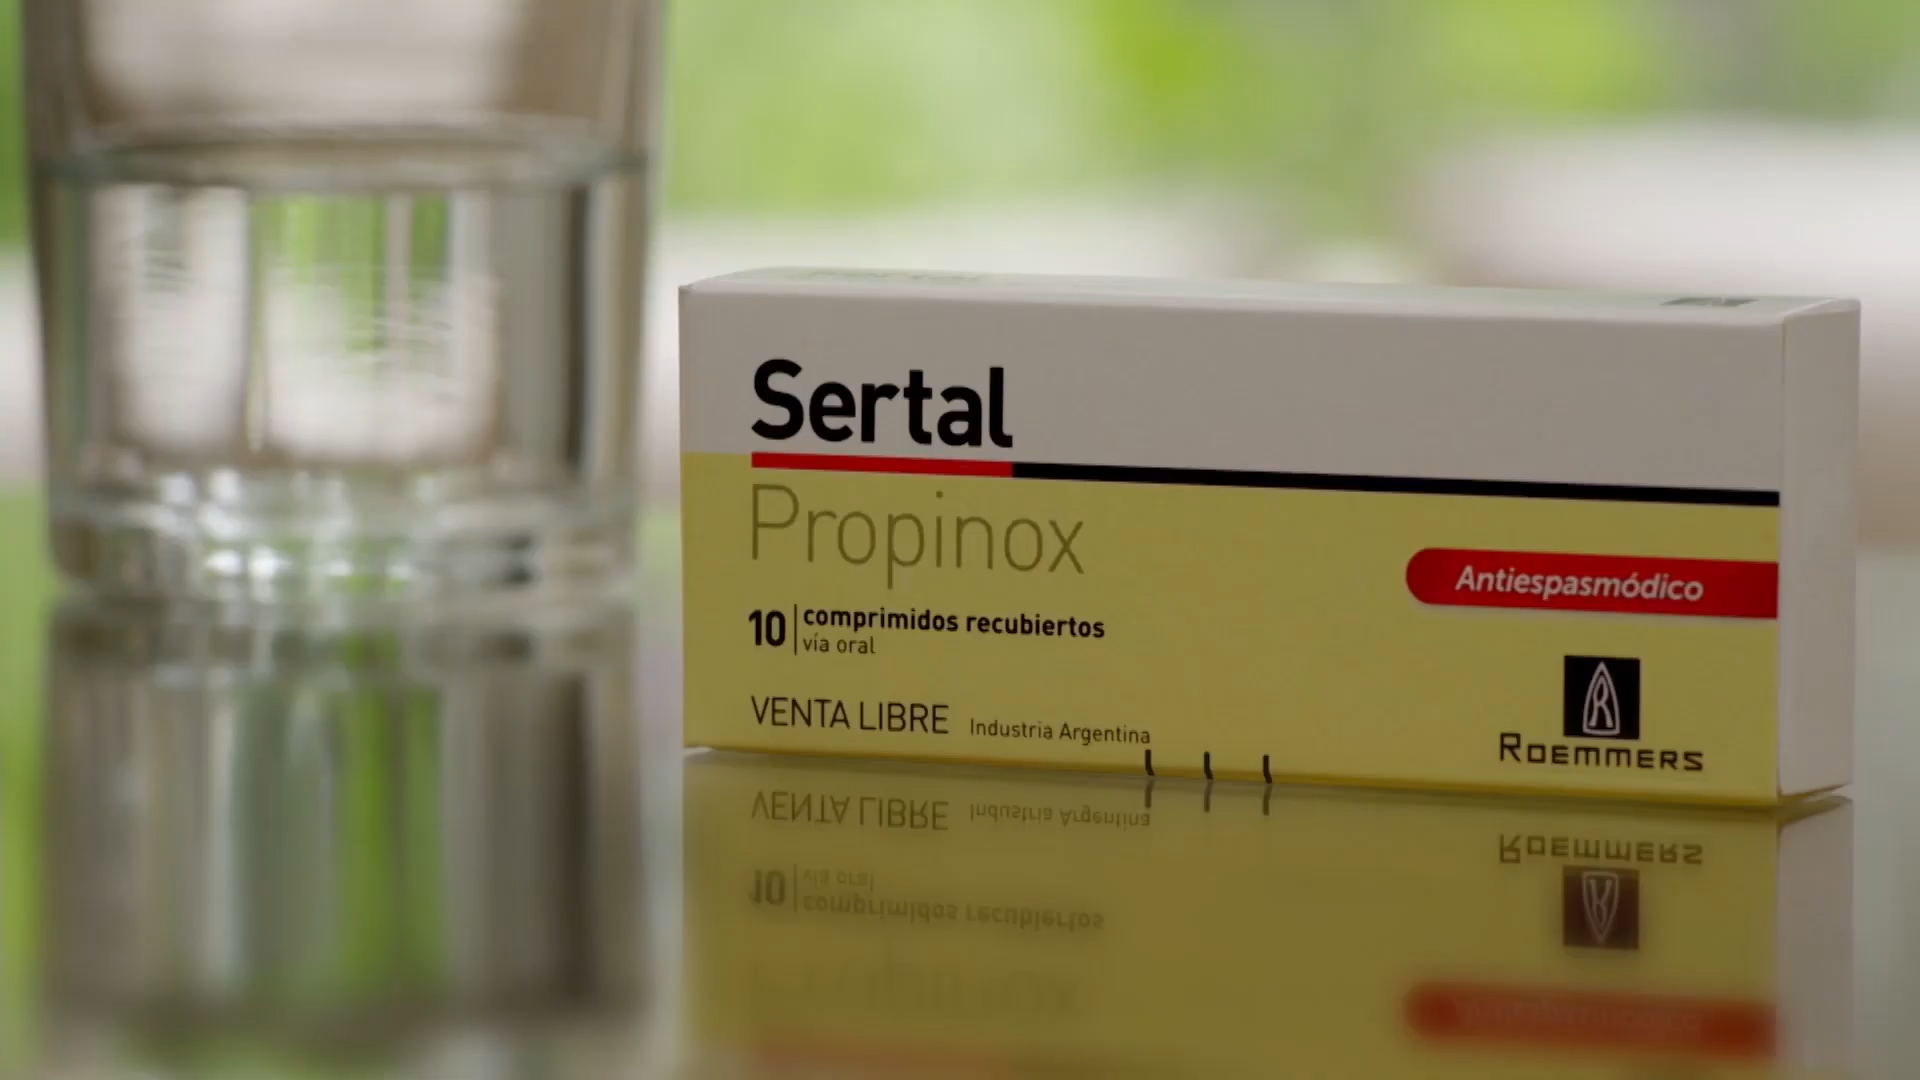 Sertal
Propinox
Antiespasmódico
10 comprimidos recubiertos
vía oral
VENTA LIBRE Industria Argentina
ROEMMERS